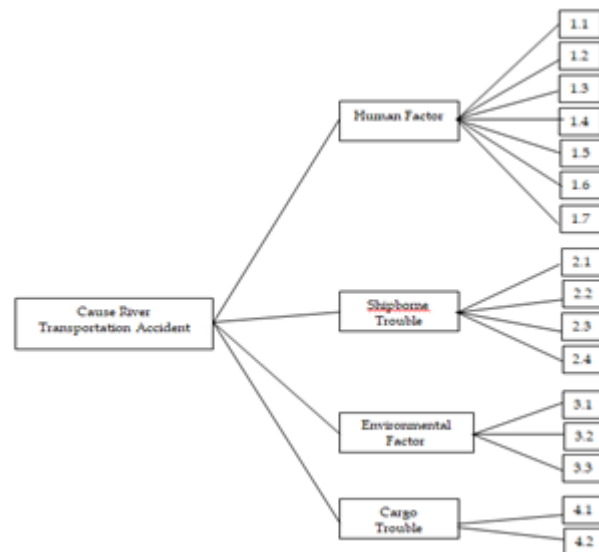 Cause River
Transportation Accident
Human Factor
1.1
1.2
1.3
1.4
1.5
1.6
1.7
Shipborne
Trouble
2.1
2.2
2.3
2.4
Environmental
Factor
3.1
3.2
3.3
Cargo
Trouble
4.1
4.2